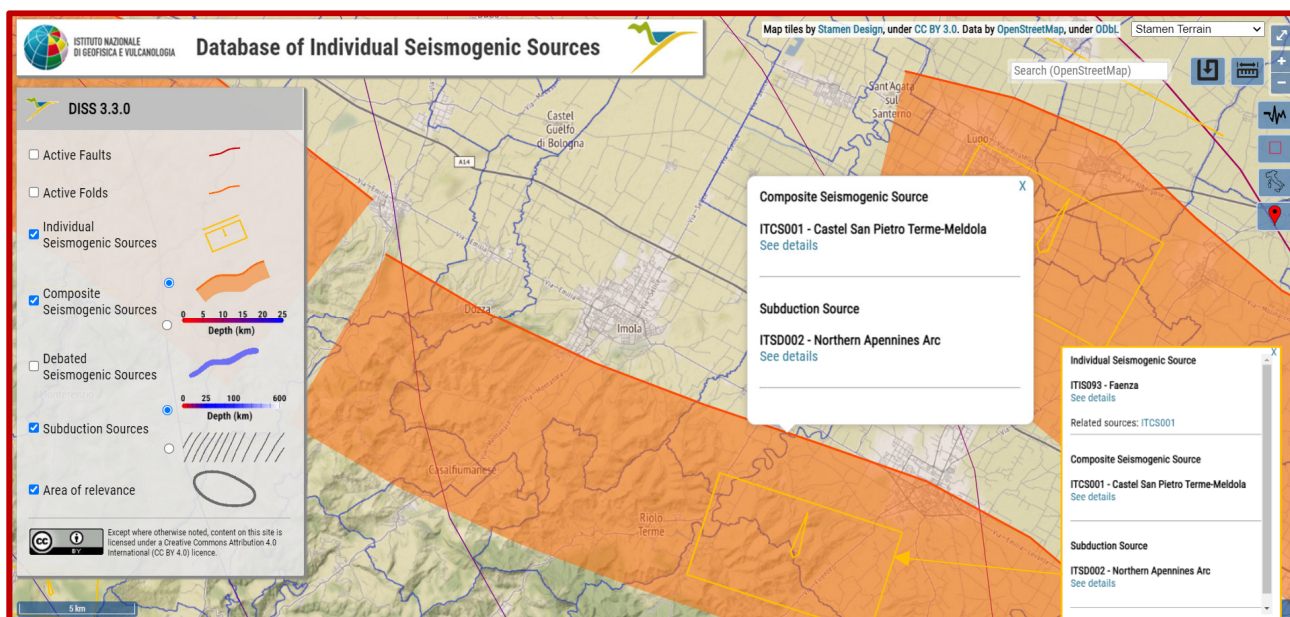 ISTITUTO NAZIONALE
DI GEOFISICA E VULCANOLOGIA
Database of Individual Seismogenic Sources
Map tiles by Stamen Design, under CC BY 3.0. Data by OpenStreetMap, under ODbL
Stamen Terrain
Search (OpenStreetMap)
DISS 3.3.0
Active Faults
Active Folds
Individual
Seismogenic Sources
Composite
Seismogenic Sources
0 5 10 15 20 25
Depth (km)
Debated
Seismogenic Sources
0 25 100 600
Depth (km)
Subduction Sources
Area of relevance
cc
BY
Except where otherwise noted, content on this site is
licensed under a Creative Commons Attribution 4.0
International (CC BY 4.0) licence.
5 km
Castel
Guelfo
di Bologna
A14
Sant'Agata
sul
Santerno
Lugo
Dozza
Imola
Casalfiumanese
Riolo
Terme
X
Composite Seismogenic Source
ITCS001 - Castel San Pietro Terme-Meldola
See details
Subduction Source
ITSD002 - Northern Apennines Arc
See details
X
Individual Seismogenic Source
ITIS093 - Faenza
See details
Related sources: ITCS001
Composite Seismogenic Source
ITCS001 - Castel San Pietro Terme-Meldola
See details
Subduction Source
ITSD002 - Northern Apennines Arc
See details